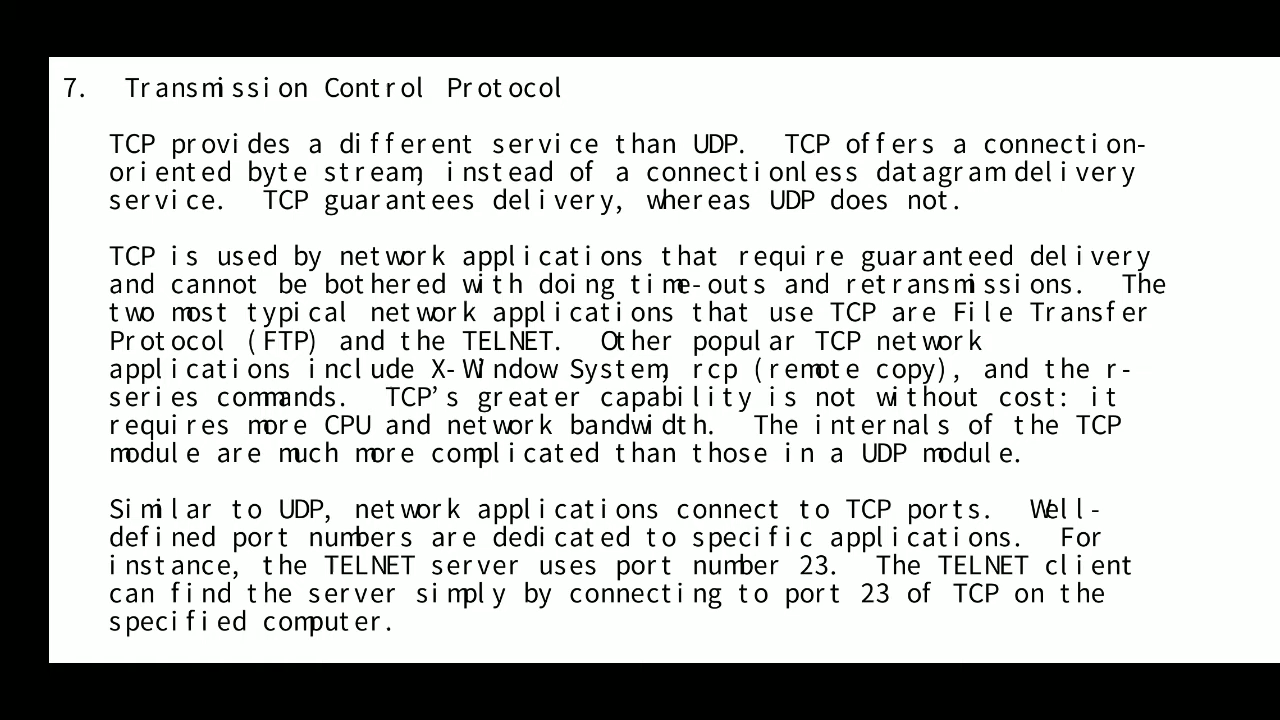 7.  Transmission Control Protocol
TCP provides a different service than UDP.  TCP offers a connection-
oriented byte stream, instead of a connectionless datagram delivery
service.  TCP guarantees delivery, whereas UDP does not.
TCP is used by network applications that require guaranteed delivery
and cannot be bothered with doing time-outs and retransmissions.  The
two most typical network applications that use TCP are File Transfer
Protocol (FTP) and the TELNET.  Other popular TCP network
applications include X-Window System, rcp (remote copy), and the r-
series commands.  TCP's greater capability is not without cost: it
requires more CPU and network bandwidth.  The internals of the TCP
module are much more complicated than those in a UDP module.
Similar to UDP, network applications connect to TCP ports.  Well-
defined port numbers are dedicated to specific applications.  For
instance, the TELNET server uses port number 23.  The TELNET client
can find the server simply by connecting to port 23 of TCP on the
specified computer.